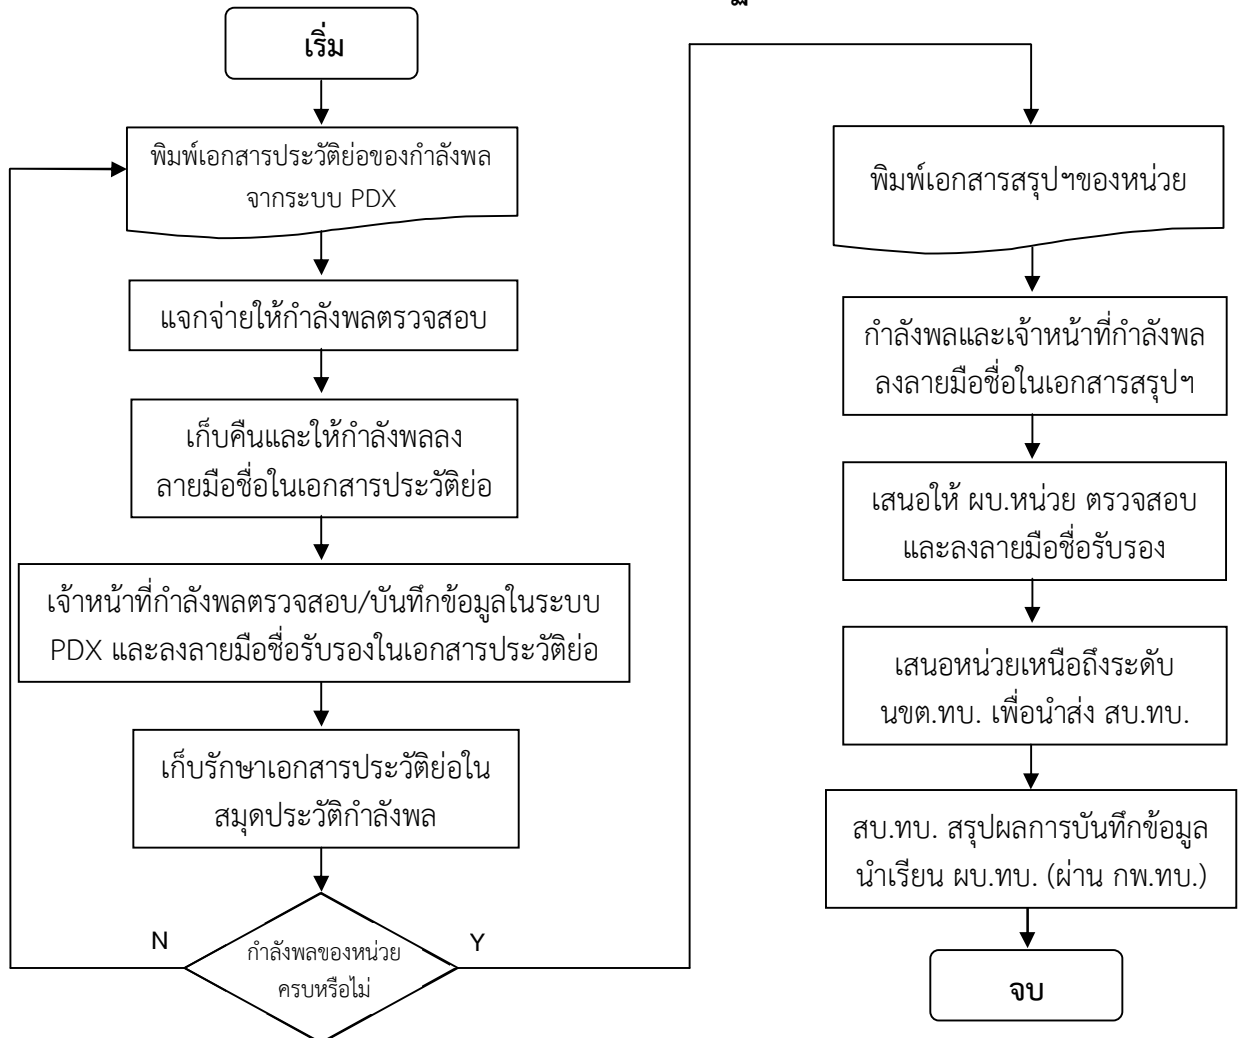 เริ่ม
พิมพ์เอกสารประวัติย่อของกำลังพล
จากระบบ PDX
แจกจ่ายให้กำลังพลตรวจสอบ
เก็บคืนและให้กำลังพลลง
ลายมือชื่อในเอกสารประวัติย่อ
เจ้าหน้าที่กำลังพลตรวจสอบ/บันทึกข้อมูลในระบบ
PDX และลงลายมือชื่อรับรองในเอกสารประวัติย่อ
เก็บรักษาเอกสารประวัติย่อใน
สมุดประวัติกำลังพล
N
กำลังพลของหน่วย
ครบหรือไม่
Y
พิมพ์เอกสารสรุปฯของหน่วย
กำลังพลและเจ้าหน้าที่กำลังพล
ลงลายมือชื่อในเอกสารสรุปฯ
เสนอให้ ผบ.หน่วย ตรวจสอบ
และลงลายมือชื่อรับรอง
เสนอหน่วยเหนือถึงระดับ
นขต.ทบ. เพื่อนำส่ง สบ.ทบ.
สบ.ทบ. สรุปผลการบันทึกข้อมูล
นำเรียน ผบ.ทบ. (ผ่าน กพ.ทบ.)
จบ